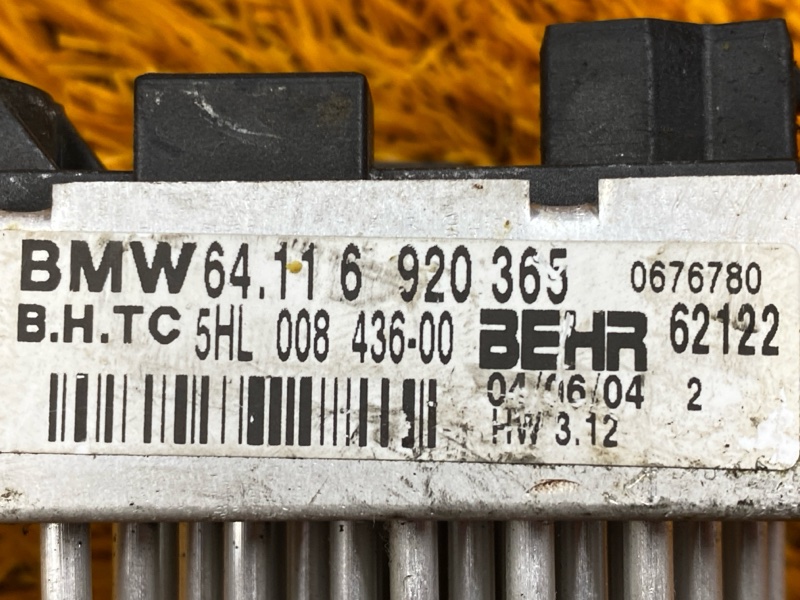 BMW 64.11 6 920 365 0676780
B.H.TC 5HL 008 436-00 BEHR 62122
04/06/04 2
HW 3.12